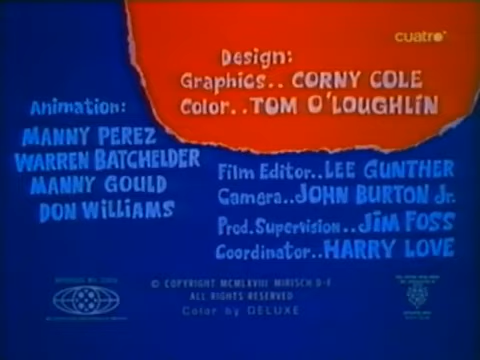 cuatro
Design:
Graphics.. CORNY COLE
Color.. TOM O'LOUGHLIN
Animation:
MANNY PEREZ
WARREN BATCHELDER
MANNY GOULD
DON WILLIAMS
Film Editor.. LEE GUNTHER
Camera.. JOHN BURTON Jr.
Prod. Supervision.. JIM FOSS
Coordinator.. HARRY LOVE
© COPYRIGHT MCMLXVIII MIRISCH D-F
ALL RIGHTS RESERVED
Color by DELUXE